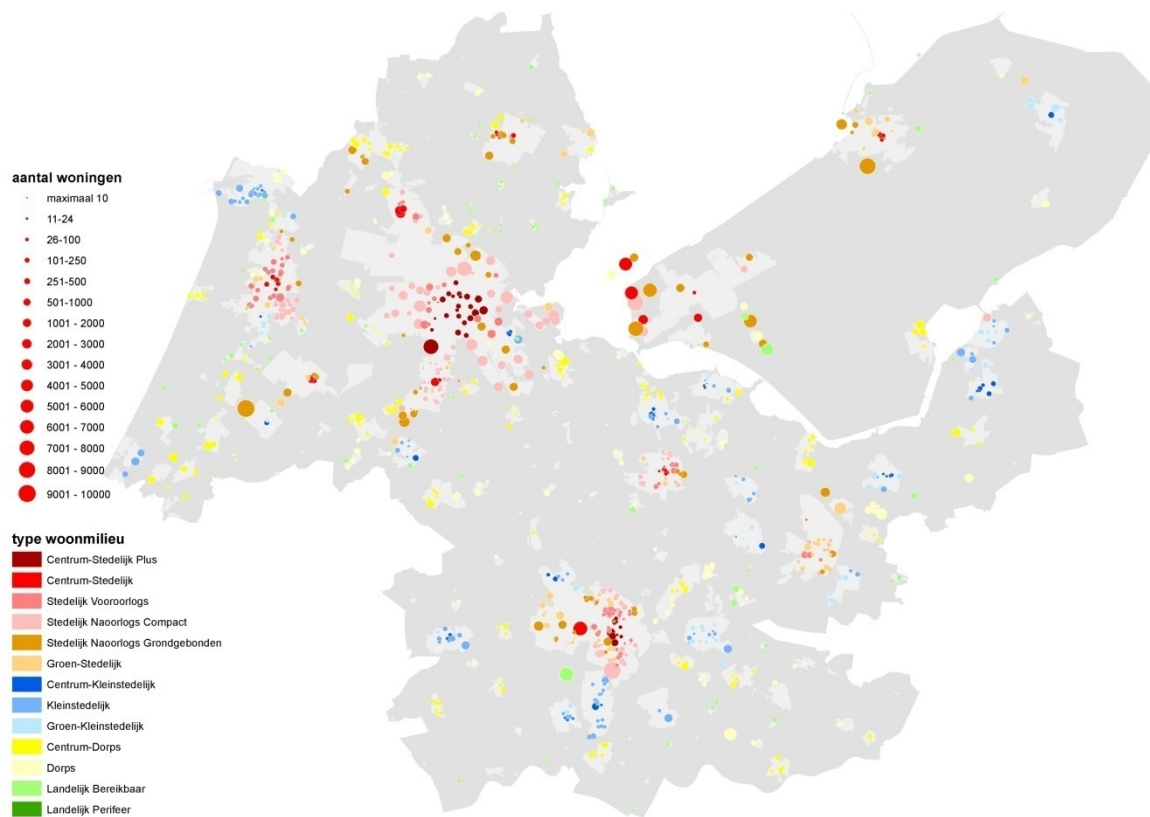 aantal woningen
maximaal 10
11-24
26-100
101-250
251-500
501-1000
1001 - 2000
2001 - 3000
3001 - 4000
4001 - 5000
5001 - 6000
6001 - 7000
7001 - 8000
8001 - 9000
9001 - 10000
type woonmilieu
Centrum-Stedelijk Plus
Centrum-Stedelijk
Stedelijk Vooroorlogs
Stedelijk Naoorlogs Compact
Stedelijk Naoorlogs Grondgebonden
Groen-Stedelijk
Centrum-Kleinstedelijk
Kleinstedelijk
Groen-Kleinstedelijk
Centrum-Dorps
Dorps
Landelijk Bereikbaar
Landelijk Perifeer